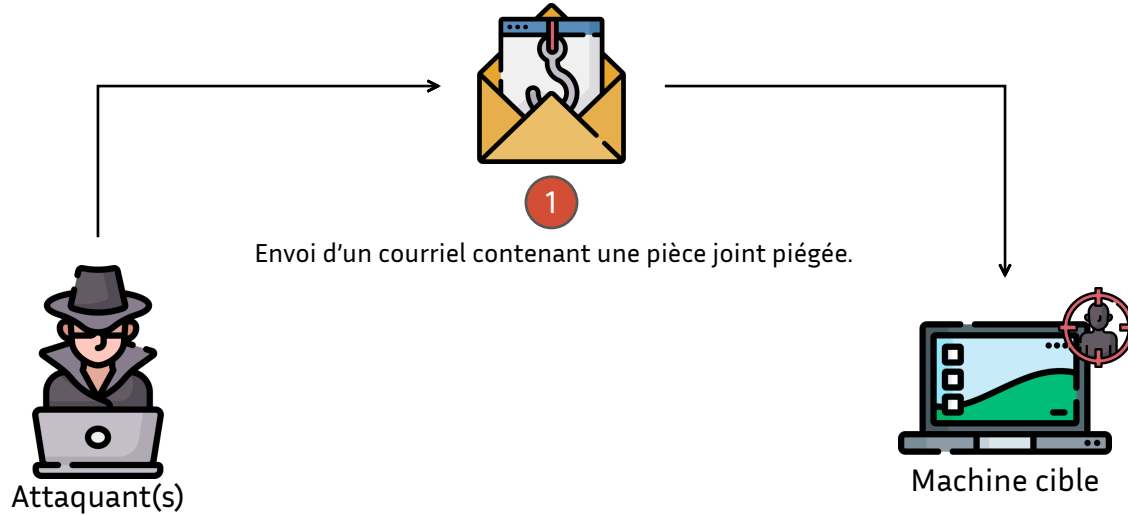 1
Envoi d'un courriel contenant une pièce joint piégée.
Attaquant(s)
Machine cible